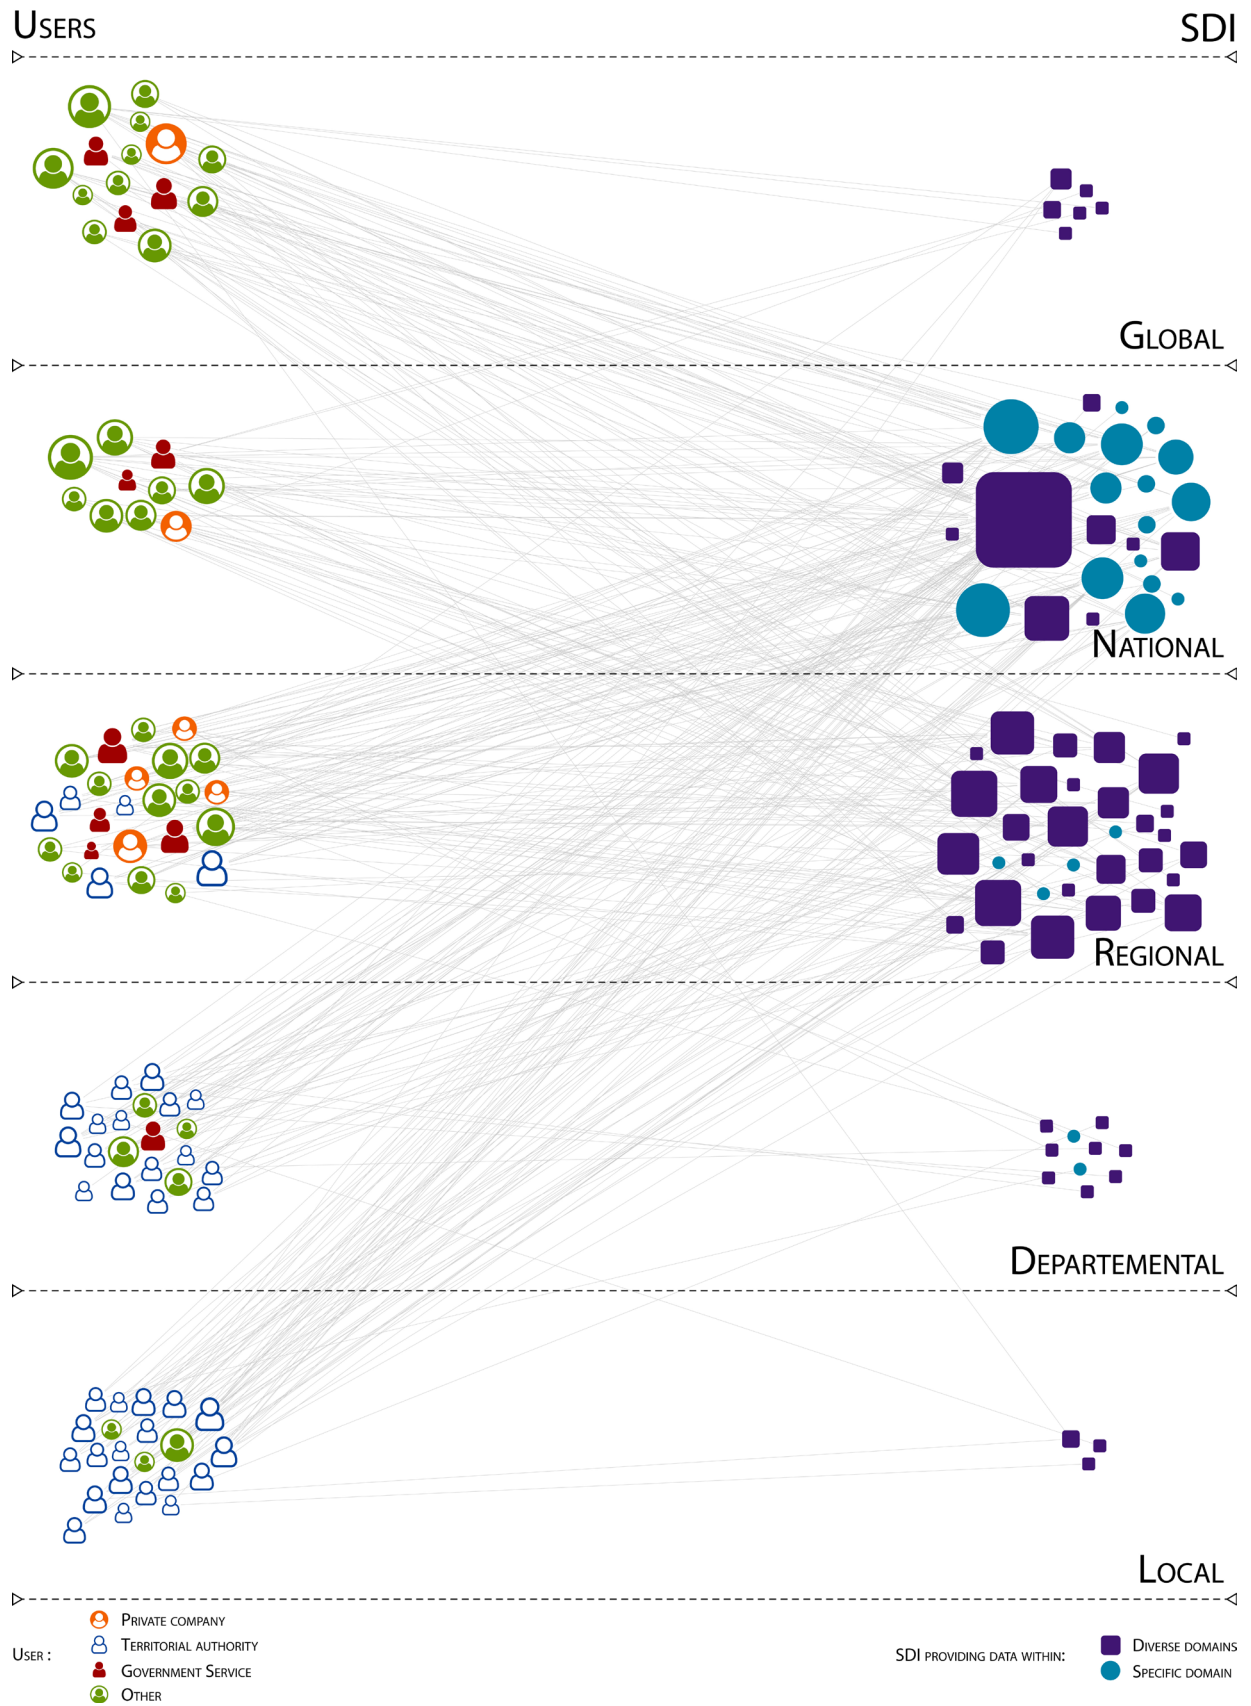 USERS
SDI
GLOBAL
NATIONAL
REGIONAL
DEPARTEMENTAL
LOCAL
USER :
PRIVATE COMPANY
TERRITORIAL AUTHORITY
GOVERNMENT SERVICE
OTHER
SDI PROVIDING DATA WITHIN:
DIVERSE DOMAINS
SPECIFIC DOMAIN